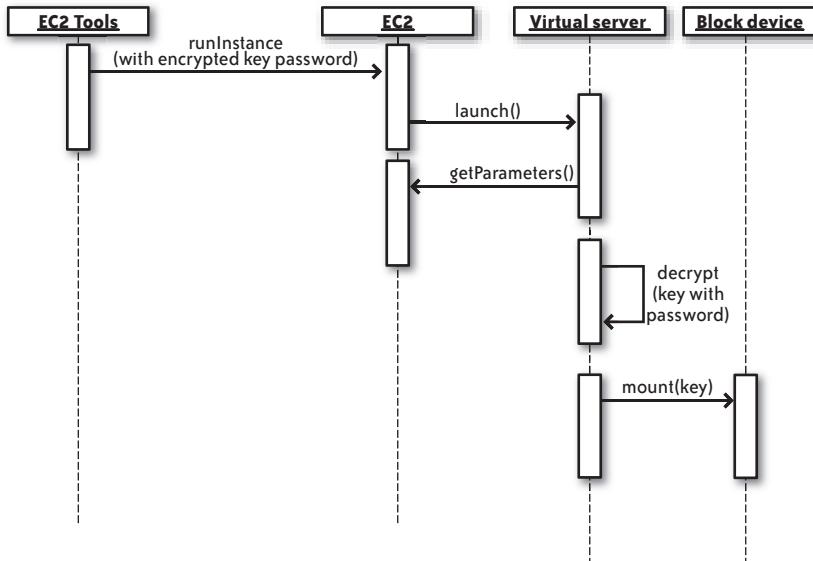 EC2 Tools
EC2
Virtual server
Block device
runInstance
(with encrypted key password)
launch()
getParameters()
decrypt
(key with
password)
mount(key)